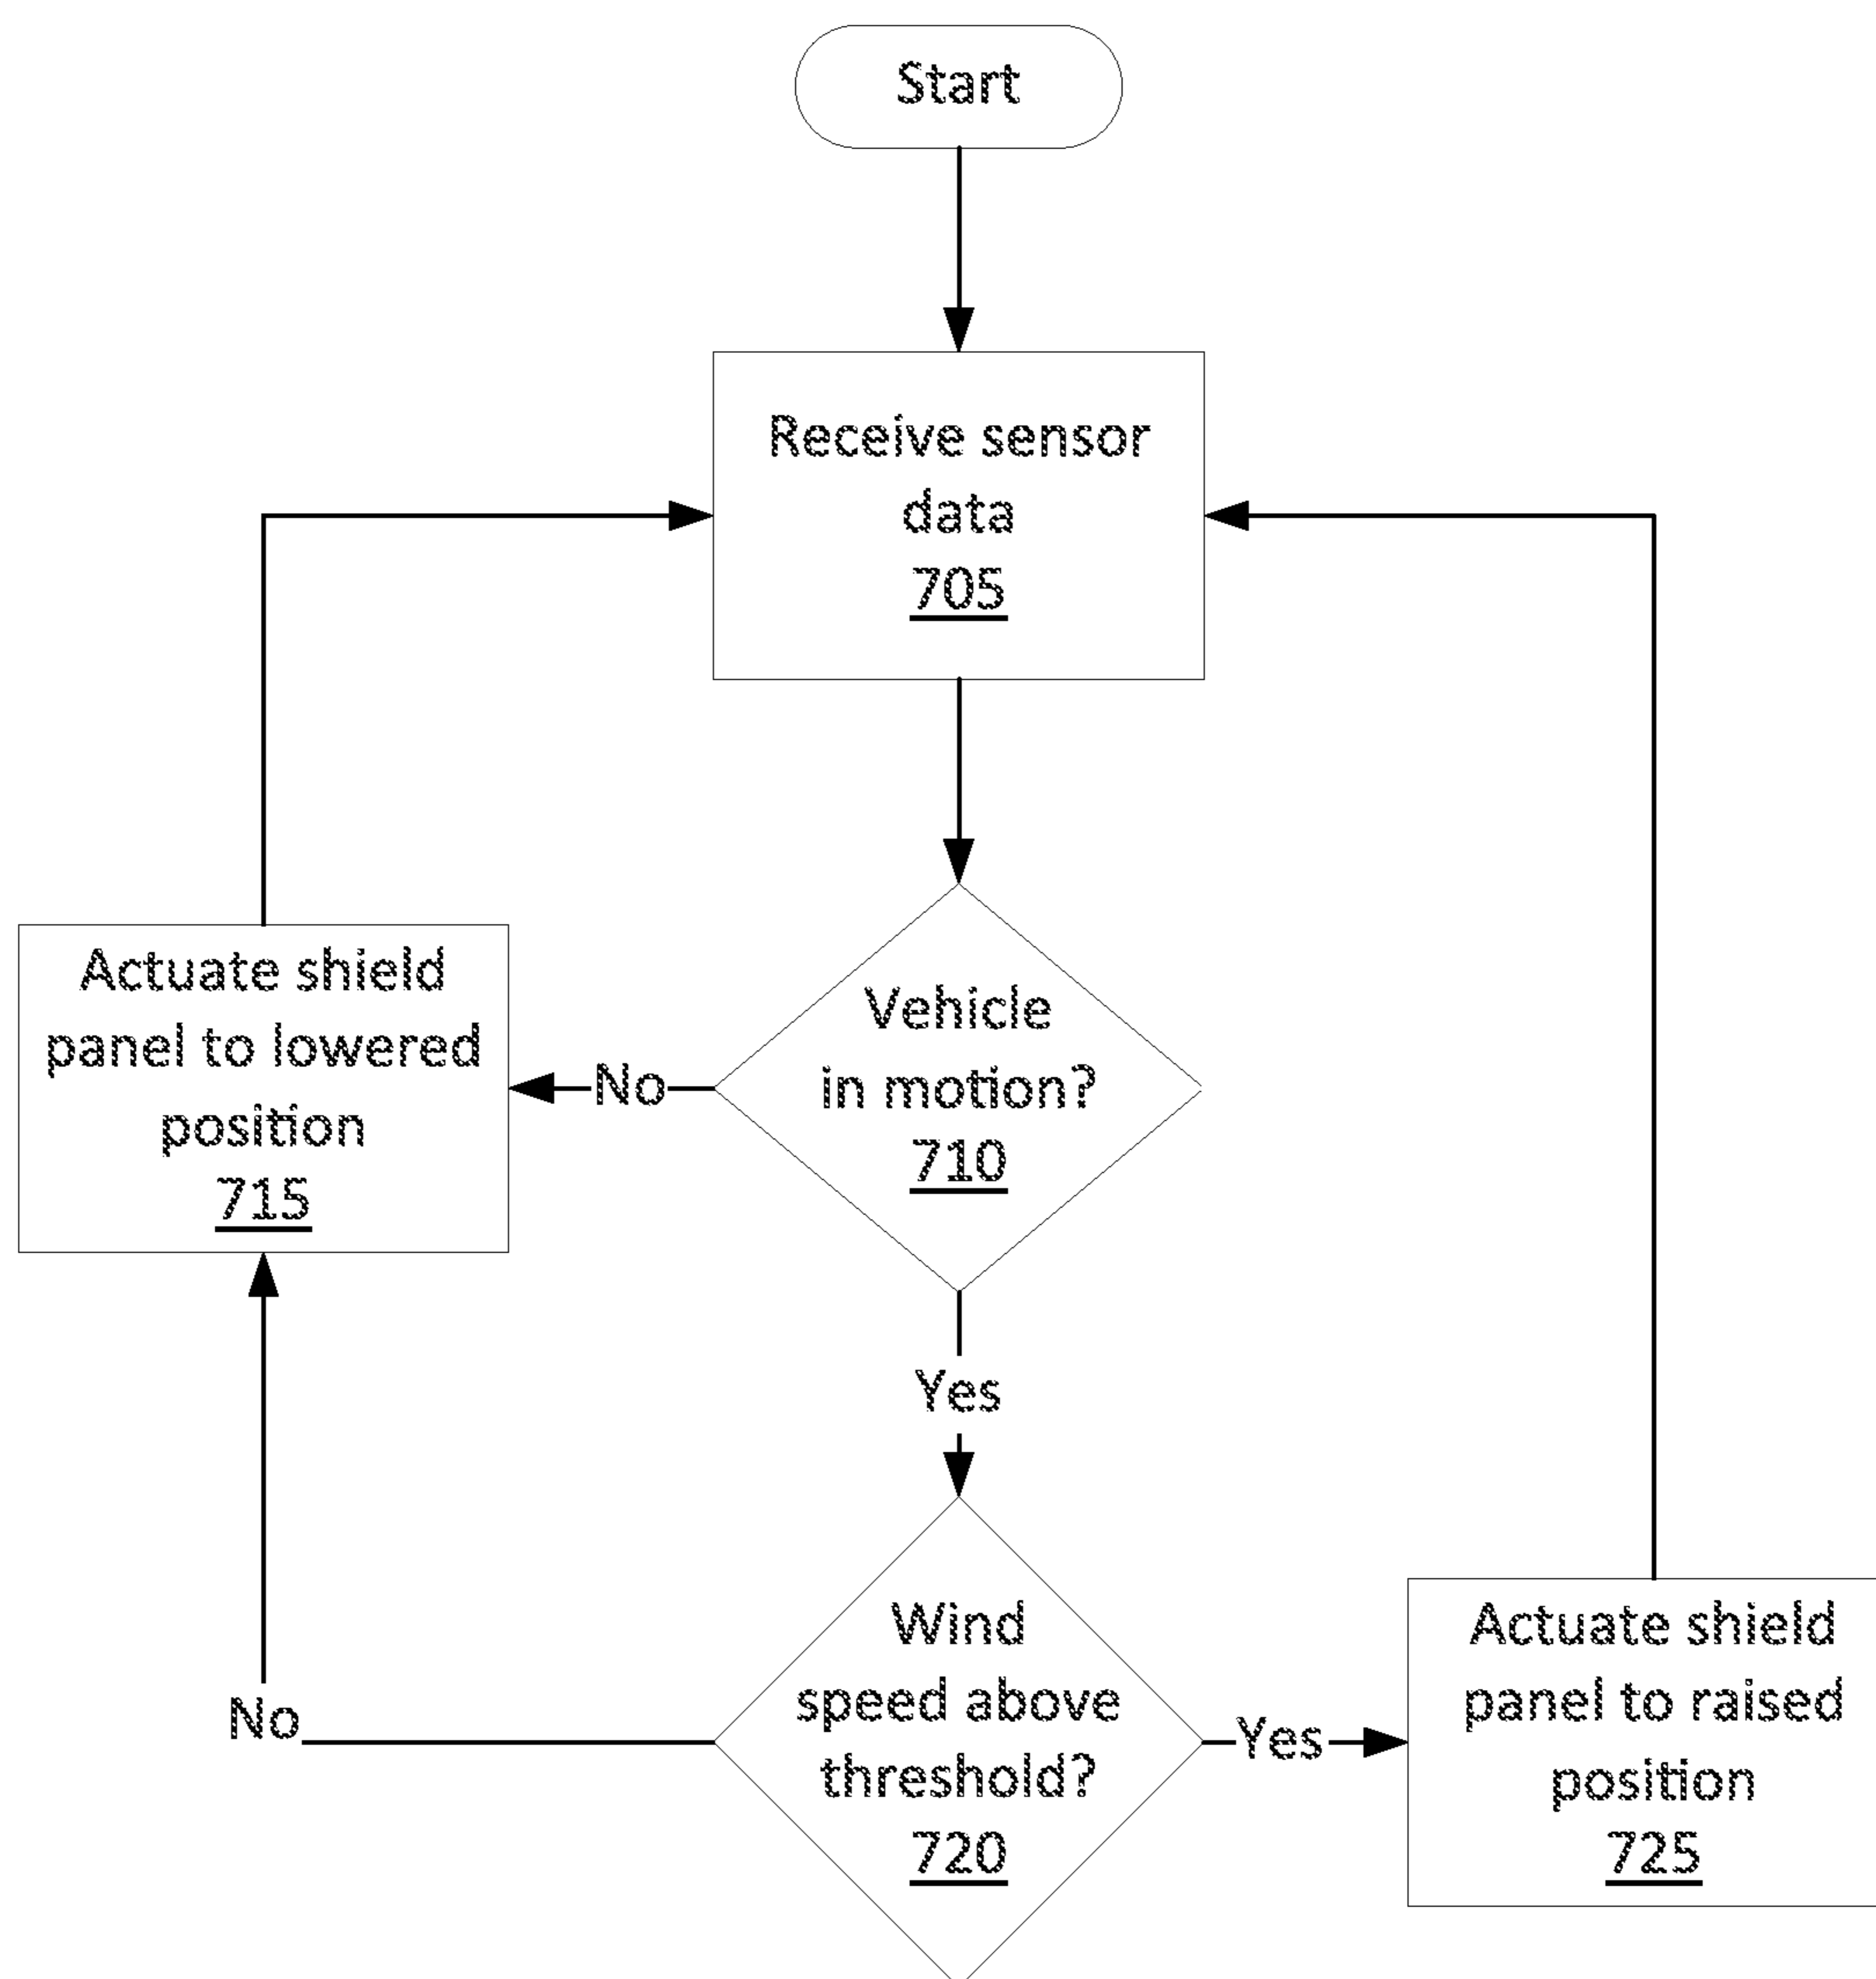 Start
Receive sensor
data
705
Vehicle
in motion?
710
No
Actuate shield
panel to lowered
position
715
Yes
Wind
speed above
threshold?
720
No
Yes
Actuate shield
panel to raised
position
725